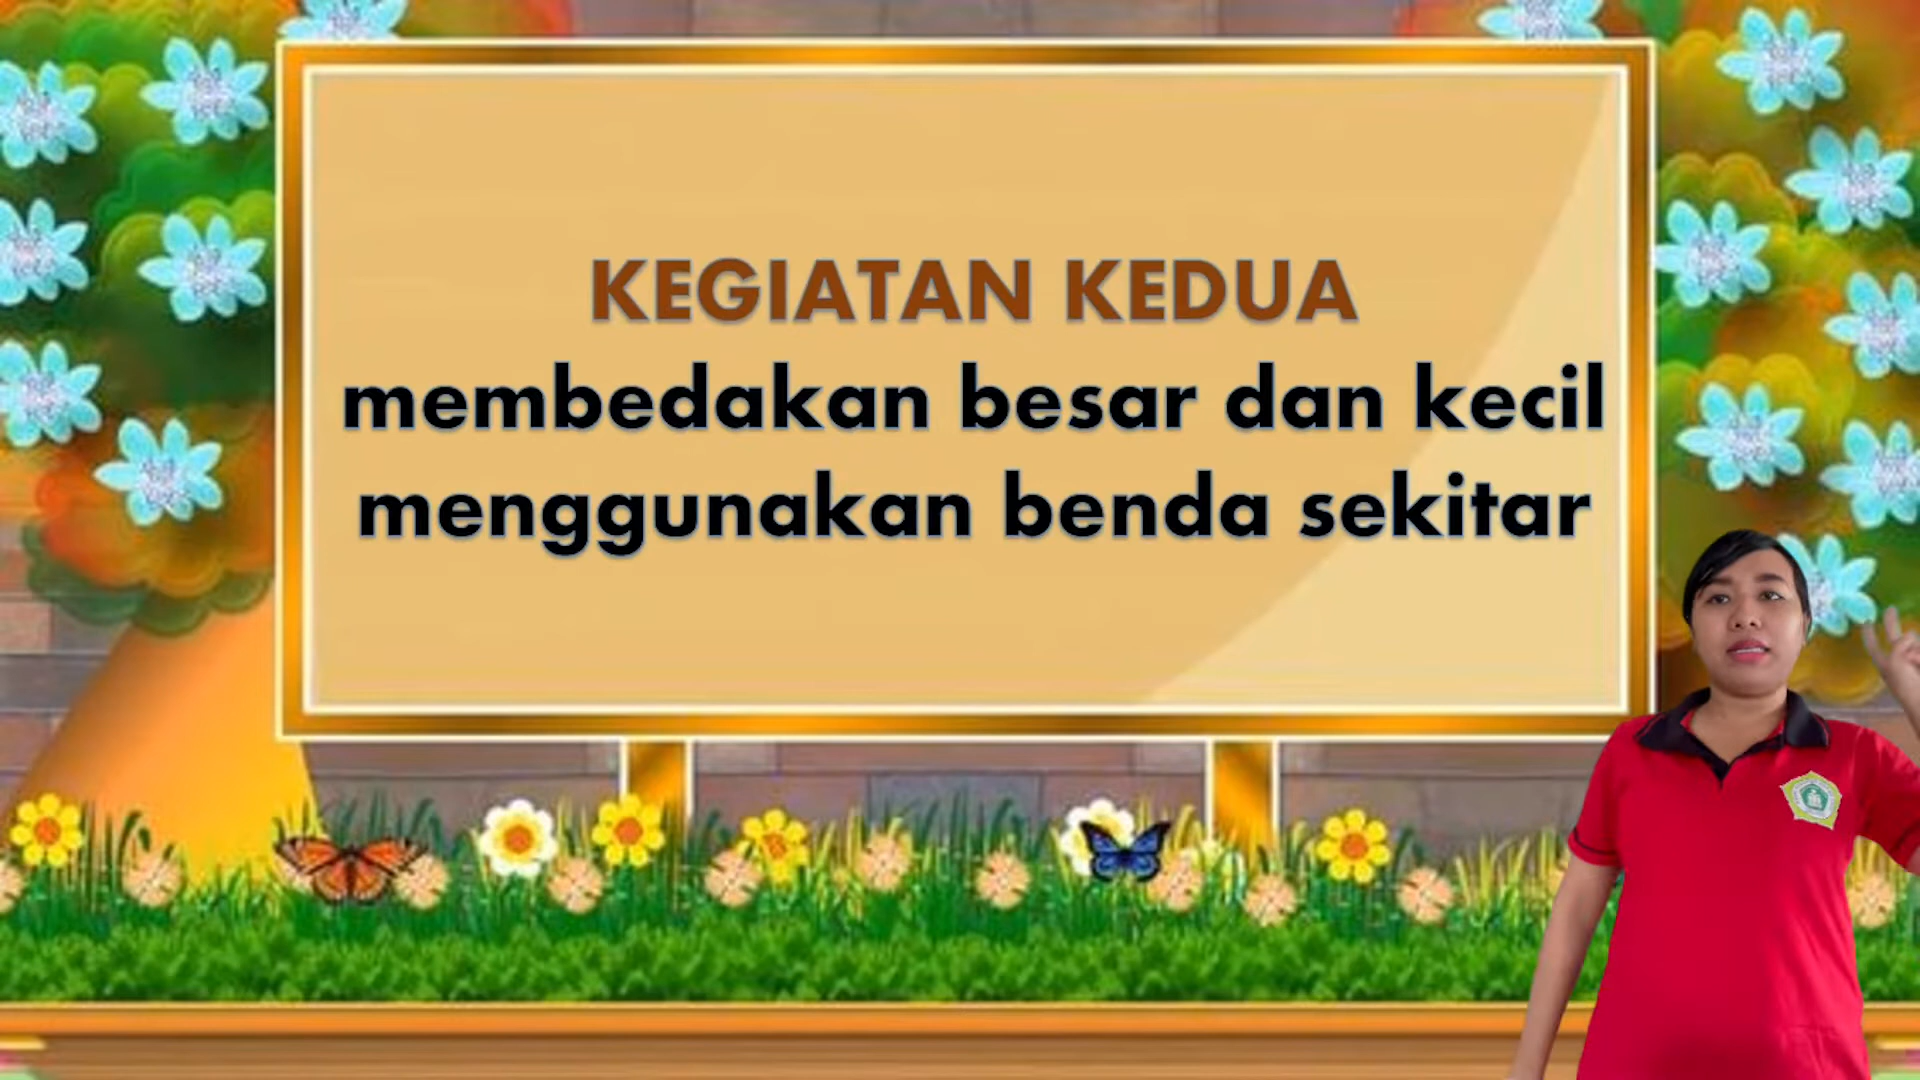 KEGIATAN KEDUA
membedakan besar dan kecil
menggunakan benda sekitar